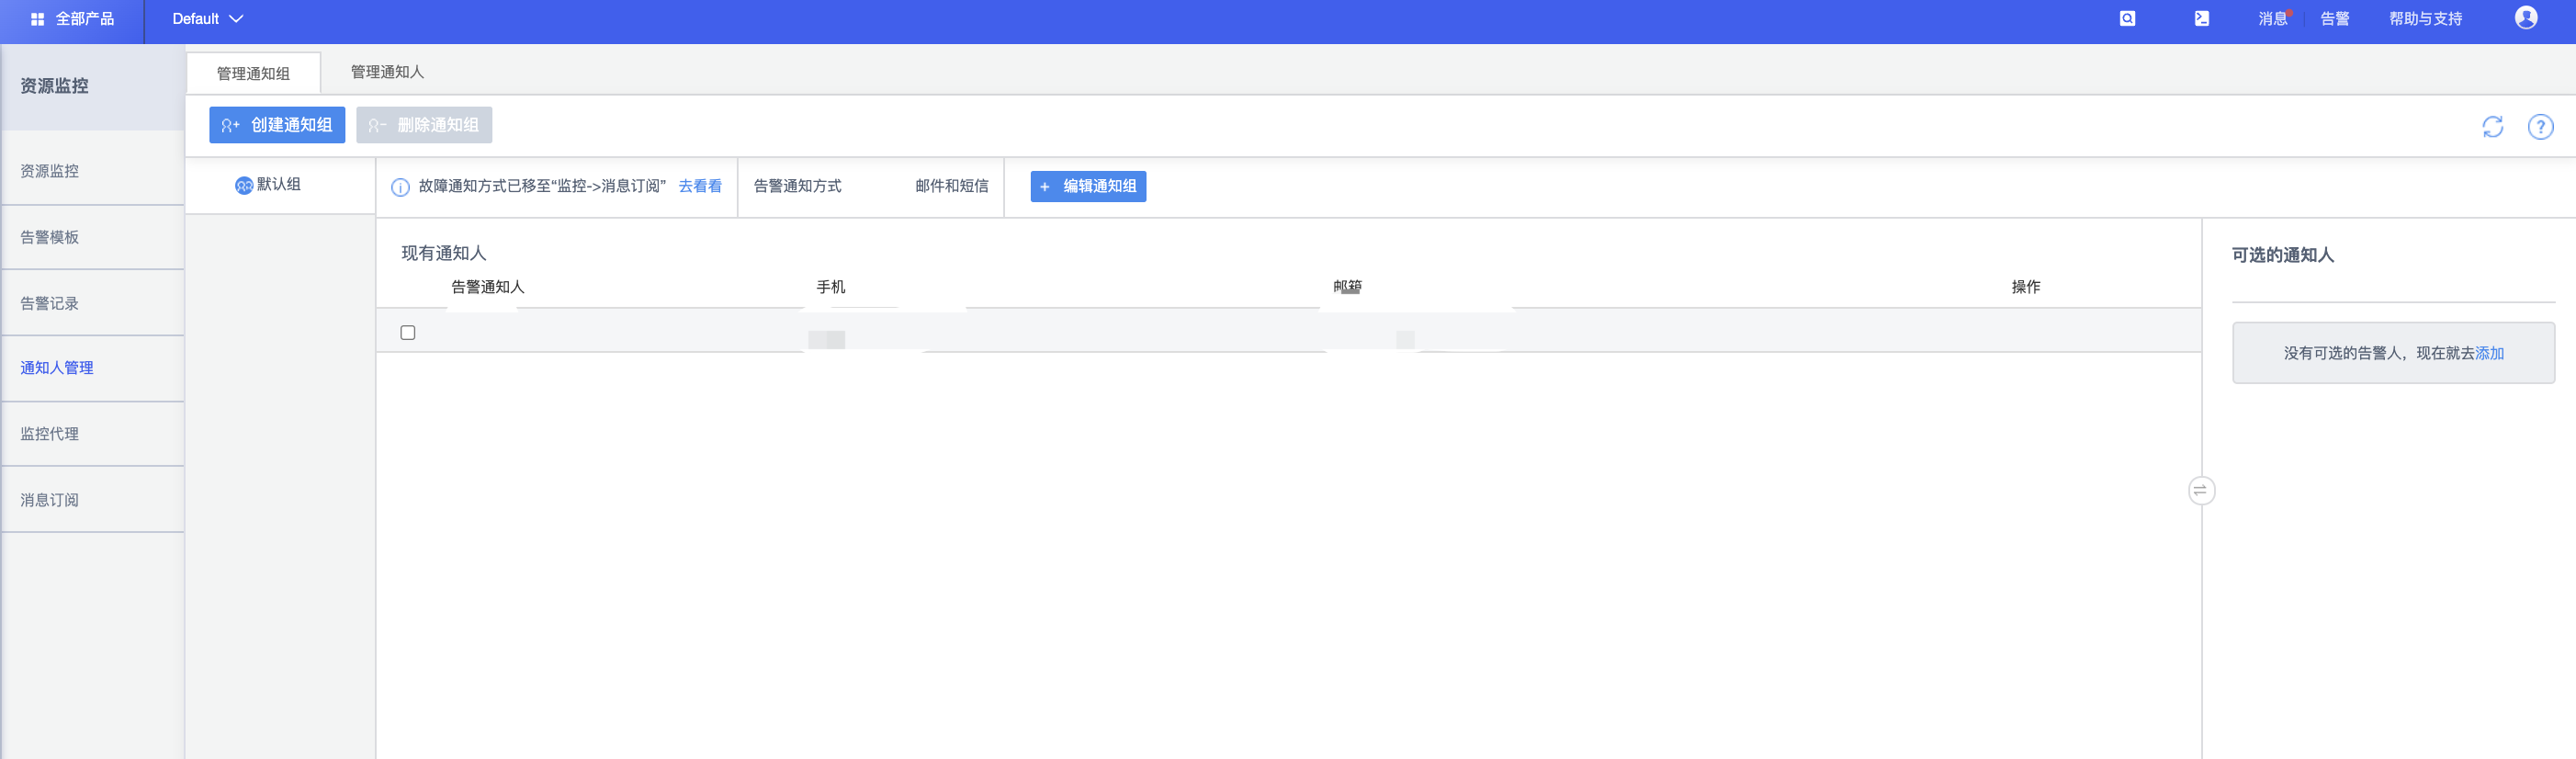 全部产品
Default
消息
告警
帮助与支持
资源监控
资源监控
告警模板
告警记录
通知人管理
监控代理
消息订阅
管理通知组
管理通知人
创建通知组
删除通知组
默认组
故障通知方式已移至“监控->消息订阅” 去看看
告警通知方式 邮件和短信
+ 编辑通知组
现有通知人
告警通知人 手机 邮箱 操作
可选的通知人
没有可选的告警人，现在就去添加